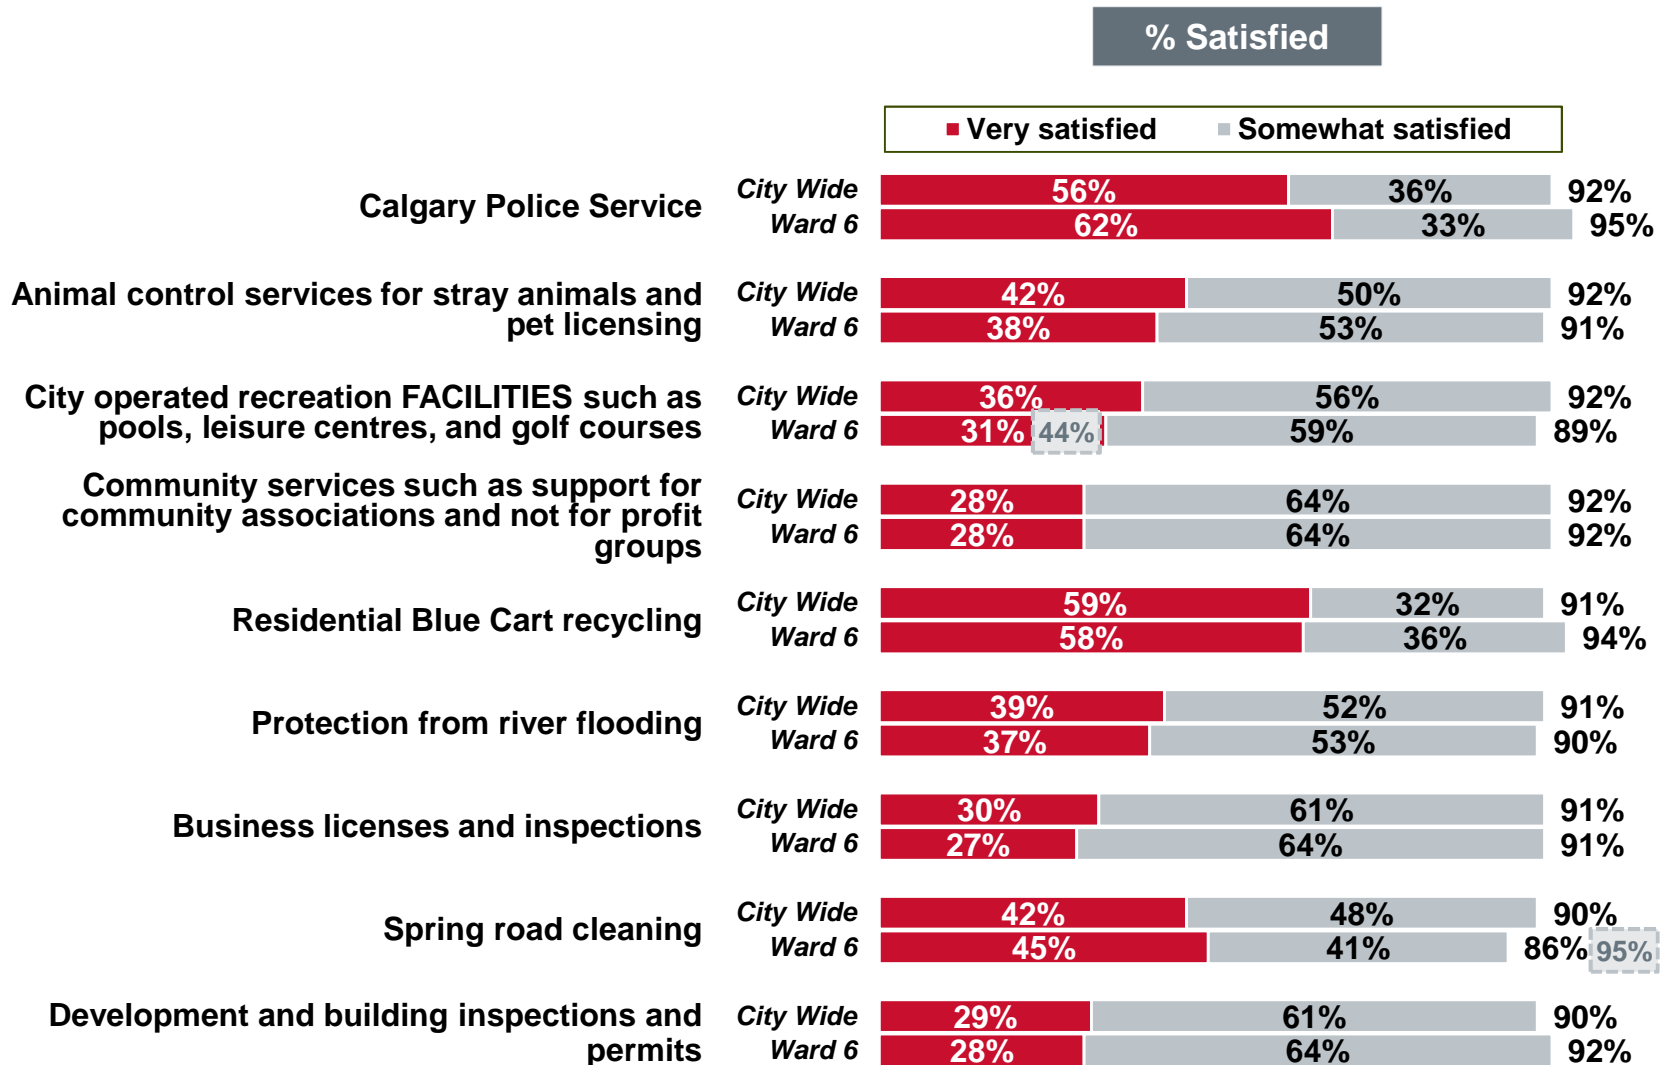 % Satisfied
Very satisfied Somewhat satisfied
Calgary Police Service
City Wide 56% 36% 92%
Ward 6 62% 33% 95%
Animal control services for stray animals and
pet licensing
City Wide 42% 50% 92%
Ward 6 38% 53% 91%
City operated recreation FACILITIES such as
pools, leisure centres, and golf courses
City Wide 36% 56% 92%
Ward 6 31% 44% 59% 89%
Community services such as support for
community associations and not for profit
groups
City Wide 28% 64% 92%
Ward 6 28% 64% 92%
Residential Blue Cart recycling
City Wide 59% 32% 91%
Ward 6 58% 36% 94%
Protection from river flooding
City Wide 39% 52% 91%
Ward 6 37% 53% 90%
Business licenses and inspections
City Wide 30% 61% 91%
Ward 6 27% 64% 91%
Spring road cleaning
City Wide 42% 48% 90%
Ward 6 45% 41% 86% 95%
Development and building inspections and
permits
City Wide 29% 61% 90%
Ward 6 28% 64% 92%